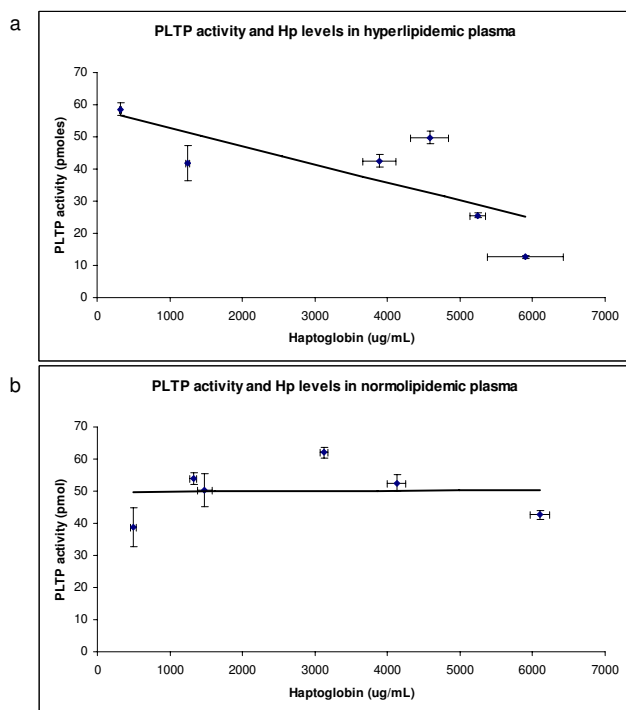 a
PLTP activity and Hp levels in hyperlipidemic plasma
70
60
50
40
30
20
10
0
PLTP activity (pmoles)
0 1000 2000 3000 4000 5000 6000 7000
Haptoglobin (ug/mL)
b
PLTP activity and Hp levels in normolipidemic plasma
70
60
50
40
30
20
10
0
PLTP activity (pmol)
0 1000 2000 3000 4000 5000 6000 7000
Haptoglobin (ug/mL)